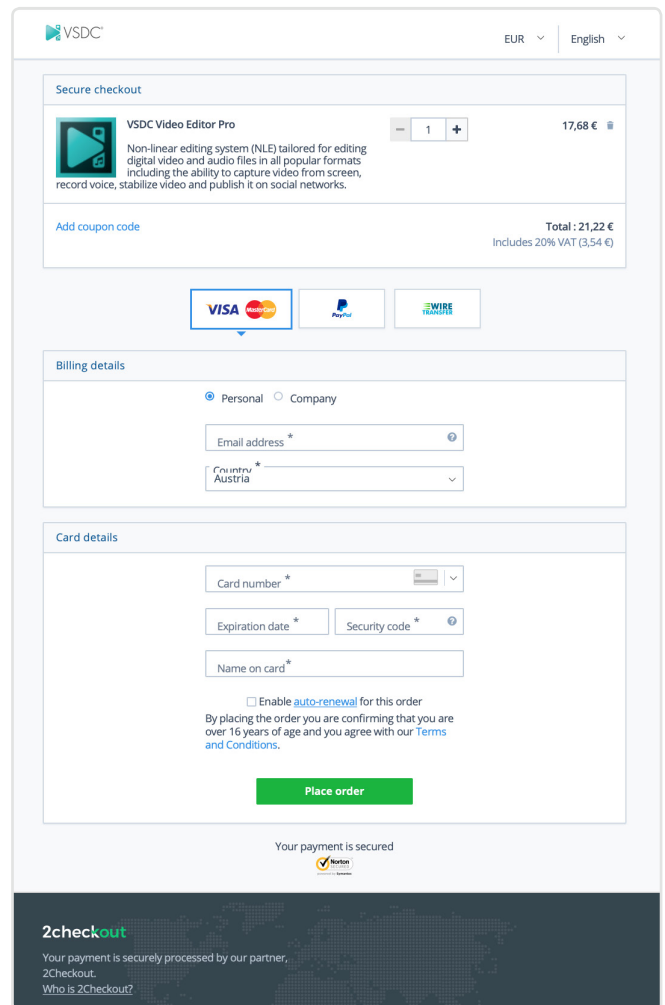 VSDC®
EUR English
Secure checkout
VSDC Video Editor Pro
1
17,68 €
Non-linear editing system (NLE) tailored for editing
digital video and audio files in all popular formats
including the ability to capture video from screen,
record voice, stabilize video and publish it on social networks.
Add coupon code
Total : 21,22 €
Includes 20% VAT (3,54 €)
VISA MasterCard PayPal WIRE
TRANSFER
Billing details
Personal Company
Email address *
Country *
Austria
Card details
Card number *
Expiration date * Security code *
Name on card*
Enable auto-renewal for this order
By placing the order you are confirming that you are
over 16 years of age and you agree with our Terms
and Conditions.
Place order
Your payment is secured
Norton
SECURED
powered by Symantec
2checkout
Your payment is securely processed by our partner,
2Checkout.
Who is 2Checkout?